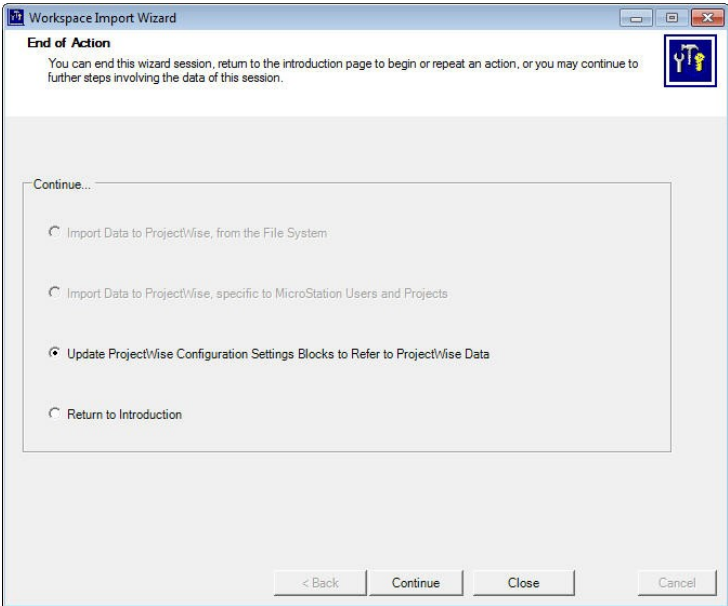 Workspace Import Wizard
End of Action
You can end this wizard session, return to the introduction page to begin or repeat an action, or you may continue to
further steps involving the data of this session.
Continue...
Import Data to ProjectWise, from the File System
Import Data to ProjectWise, specific to MicroStation Users and Projects
Update ProjectWise Configuration Settings Blocks to Refer to ProjectWise Data
Return to Introduction
< Back Continue Close Cancel